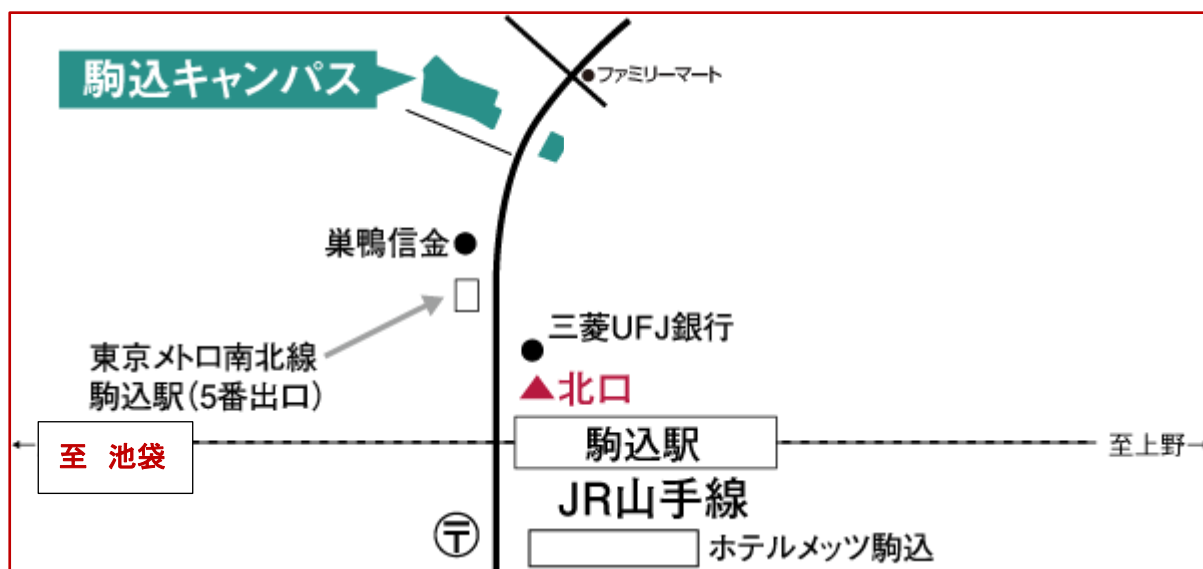 駒込キャンパス
ファミリーマート
巣鴨信金
三菱UFJ銀行
東京メトロ南北線
駒込駅(5番出口)
▲北口
←
至 池袋
駒込駅
至上野→
JR山手線
〒
ホテルメッツ駒込